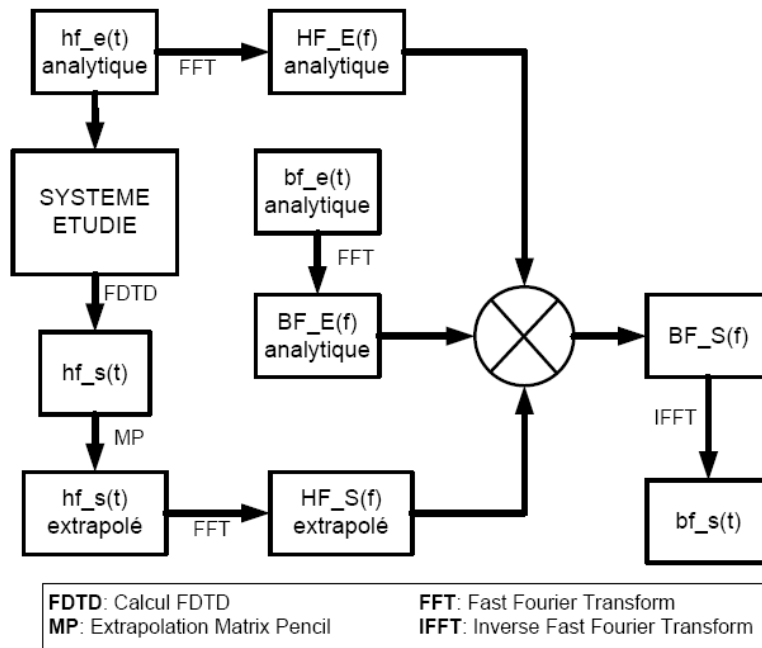 hf_e(t)
analytique
FFT
HF_E(f)
analytique
SYSTEME
ETUDIE
bf_e(t)
analytique
FFT
FDTD
BF_E(f)
analytique
BF_S(f)
hf_s(t)
IFFT
MP
hf_s(t)
extrapolé
FFT
HF_S(f)
extrapolé
bf_s(t)
FDTD: Calcul FDTD
FFT: Fast Fourier Transform
MP: Extrapolation Matrix Pencil
IFFT: Inverse Fast Fourier Transform